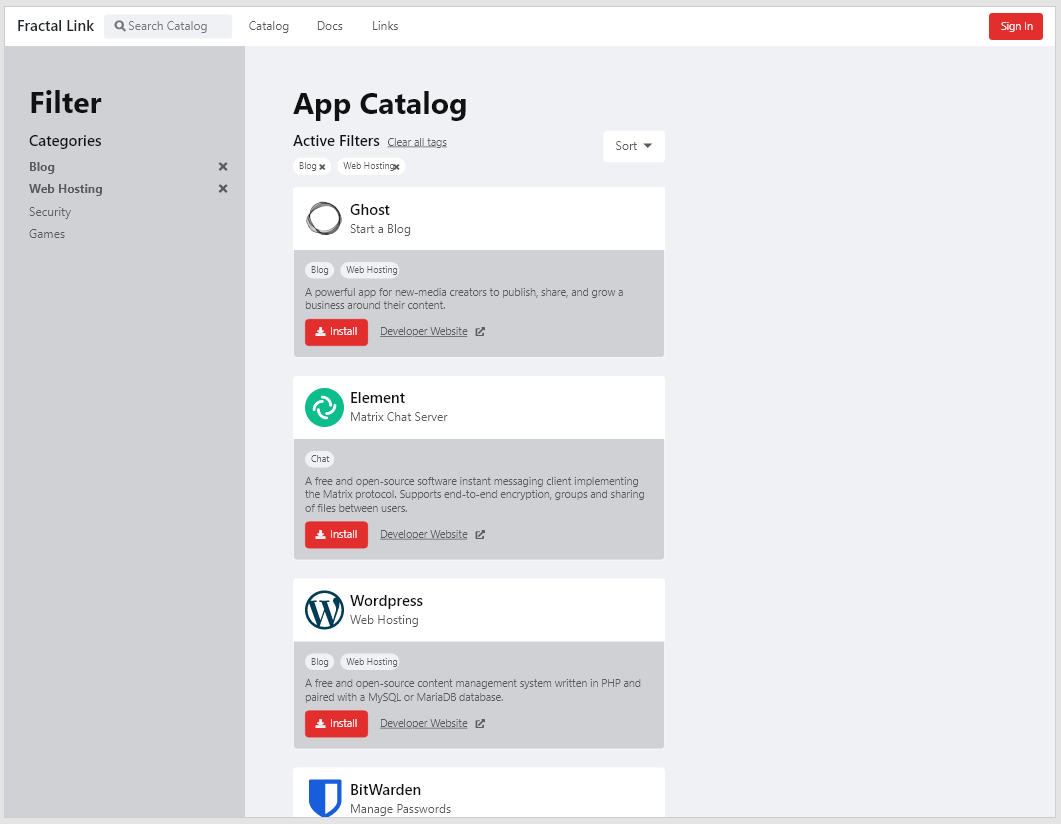 Fractal Link
Search Catalog
Catalog
Docs
Links
Sign In
Filter
Categories
Blog
Web Hosting
Security
Games
App Catalog
Active Filters Clear all tags
Sort
Blog
Web Hosting
Ghost
Start a Blog
Blog
Web Hosting
A powerful app for new-media creators to publish, share, and grow a
business around their content.
Install
Developer Website
Element
Matrix Chat Server
Chat
A free and open-source software instant messaging client implementing
the Matrix protocol. Supports end-to-end encryption, groups and sharing
of files between users.
Install
Developer Website
Wordpress
Web Hosting
Blog
Web Hosting
A free and open-source content management system written in PHP and
paired with a MySQL or MariaDB database.
Install
Developer Website
BitWarden
Manage Passwords